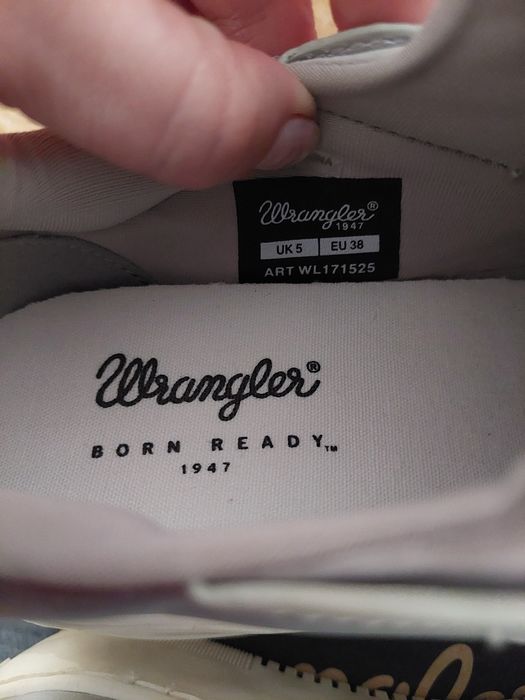 Wrangler®
1947
UK 5 EU 38
ART WL171525
Wrangler®
BORN READY™
1947